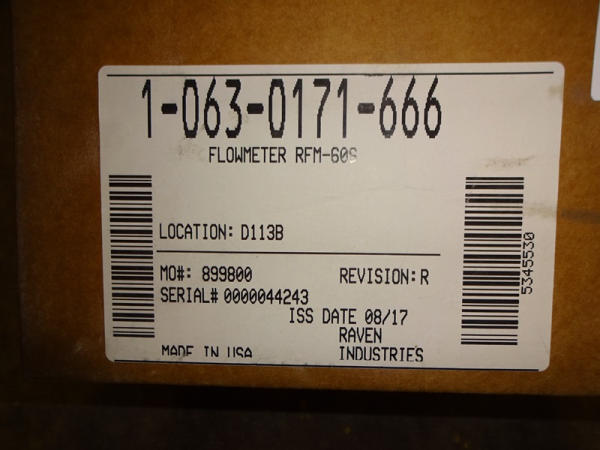 1-063-0171-666
FLOWMETER RFM-60S
LOCATION: D113B
MO#: 899800 REVISION: R
SERIAL# 0000044243
ISS DATE 08/17
RAVEN
MADE IN USA INDUSTRIES
5345530